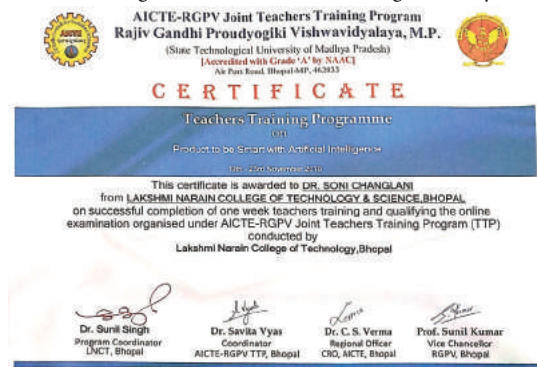 AICTE-RGPV Joint Teachers Training Program
Rajiv Gandhi Proudyogiki Vishwavidyalaya, M.P.
(State Technological University of Madhya Pradesh)
[Accredited with Grade 'A' by NAAC]
Air Port Road, Bhopal-MP, 462033
CERTIFICATE
Teachers Training Programme
on
Product to be Smart with Artificial Intelligence
November
This certificate is awarded to DR. SONI CHANGLANI
from LAKSHMI NARAIN COLLEGE OF TECHNOLOGY & SCIENCE,BHOPAL
on successful completion of one week teachers training and qualifying the online
examination organised under AICTE-RGPV Joint Teachers Training Program (TTP)
conducted by
Lakshmi Narain College of Technology,Bhopal
Dr. Sunil Singh
Program Coordinator
LNCT, Bhopal
Dr. Savita Vyas
Coordinator
AICTE-RGPV TTP, Bhopal
Dr. C. S. Verma
Regional Officer
CRO, AICTE, Bhopal
Prof. Sunil Kumar
Vice Chancellor
RGPV, Bhopal